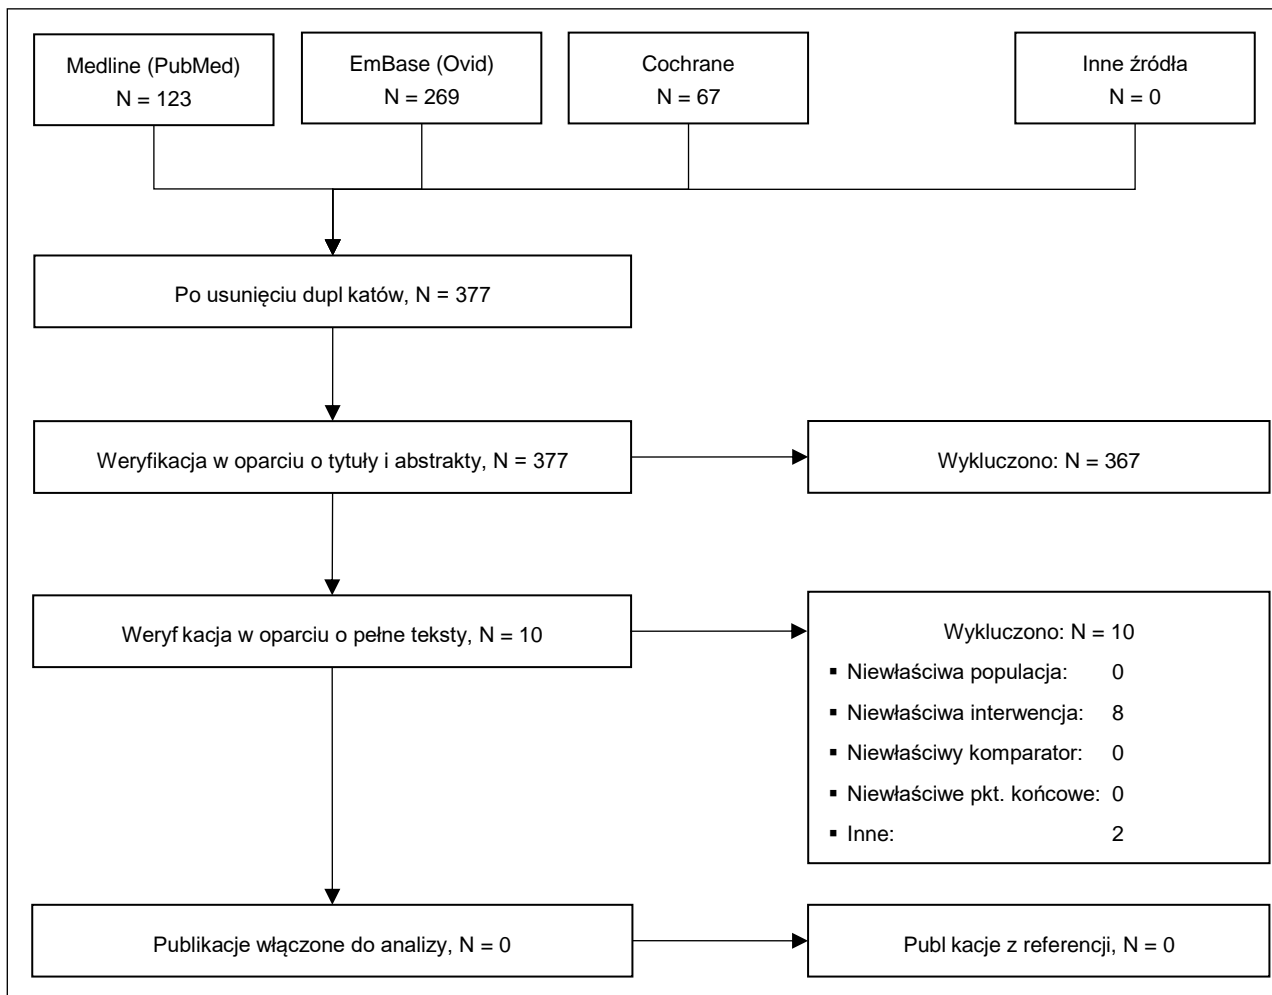 Medline (PubMed)
N = 123
EmBase (Ovid)
N = 269
Cochrane
N = 67
Inne źródła
N = 0
Po usunięciu dupl katów, N = 377
Weryfikacja w oparciu o tytuły i abstrakty, N = 377
Wykluczono: N = 367
Weryf kacja w oparciu o pełne teksty, N = 10
Wykluczono: N = 10
▪ Niewłaściwa populacja: 0
▪ Niewłaściwa interwencja: 8
▪ Niewłaściwy komparator: 0
▪ Niewłaściwe pkt. końcowe: 0
▪ Inne: 2
Publikacje włączone do analizy, N = 0
Publ kacje z referencji, N = 0